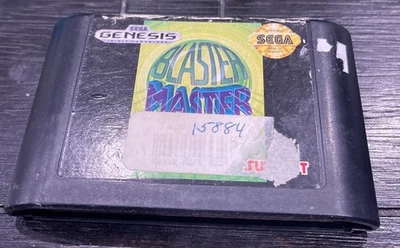 SEGA
GENESIS
SEGA
BLASTER
MASTER
15884